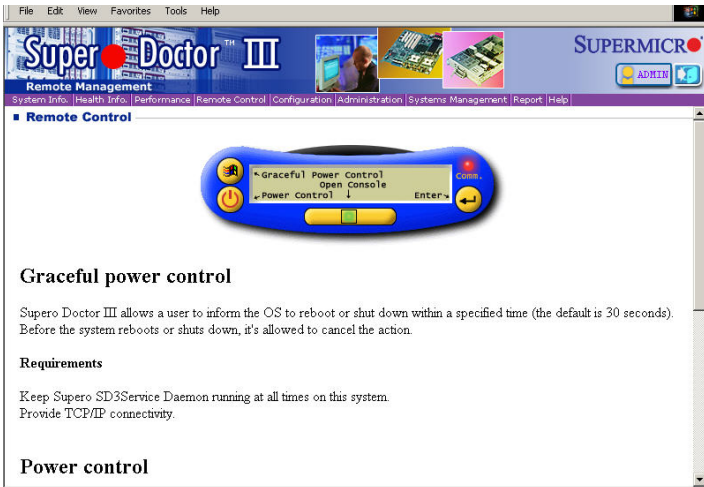 File Edit View Favorites Tools Help
Super Doctor™ III
SUPERMICR
ADMIN
Remote Management
System Info. Health Info. Performance Remote Control Configuration Administration Systems Management Report Help
Remote Control
Graceful Power Control
Open Console
Power Control Enter
Comm.
Graceful power control
Supero Doctor III allows a user to inform the OS to reboot or shut down within a specified time (the default is 30 seconds).
Before the system reboots or shuts down, it's allowed to cancel the action.
Requirements
Keep Supero SD3Service Daemon running at all times on this system.
Provide TCP/IP connectivity.
Power control